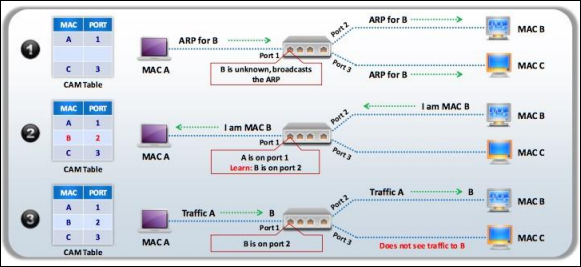 1
MAC PORT
A 1
C 3
CAM Table
MAC A
ARP for B
Port 1
Port 2
Port 3
B is unknown, broadcasts
the ARP
ARP for B
MAC B
MAC C
ARP for B
2
MAC PORT
A 1
B 2
C 3
CAM Table
MAC A
I am MAC B
Port 1
Port 2
Port 3
A is on port 1
Learn: B is on port 2
I am MAC B
MAC B
MAC C
3
MAC PORT
A 1
B 2
C 3
CAM Table
MAC A
Traffic A B
Port 1
Port 2
Port 3
B is on port 2
Traffic A B
MAC B
MAC C
Does not see traffic to B